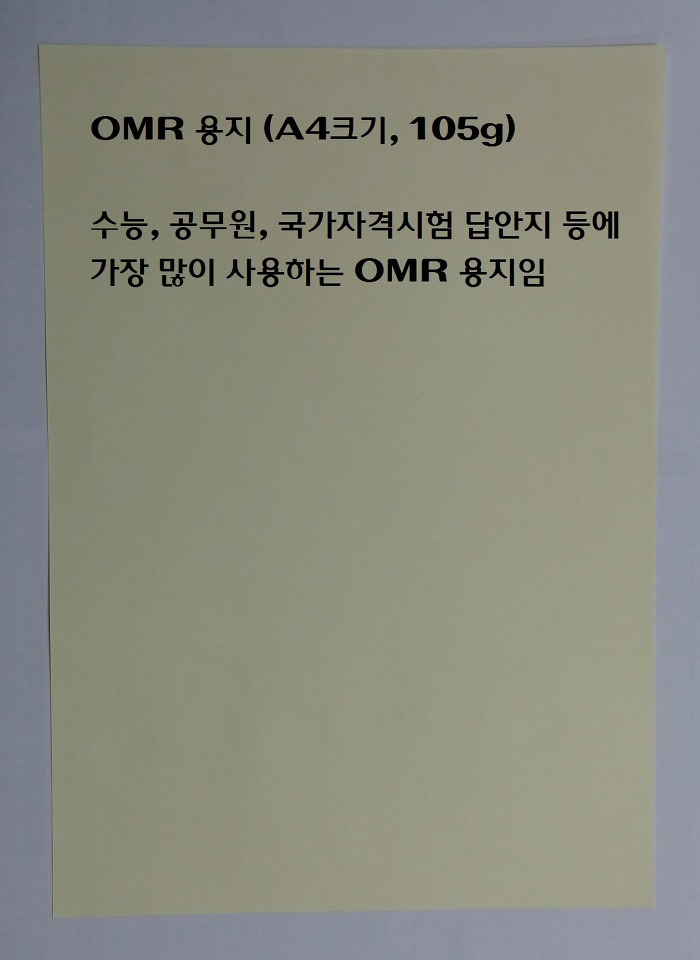 OMR 용지 (A4크기, 105g)
수능, 공무원, 국가자격시험 답안지 등에
가장 많이 사용하는 OMR 용지임